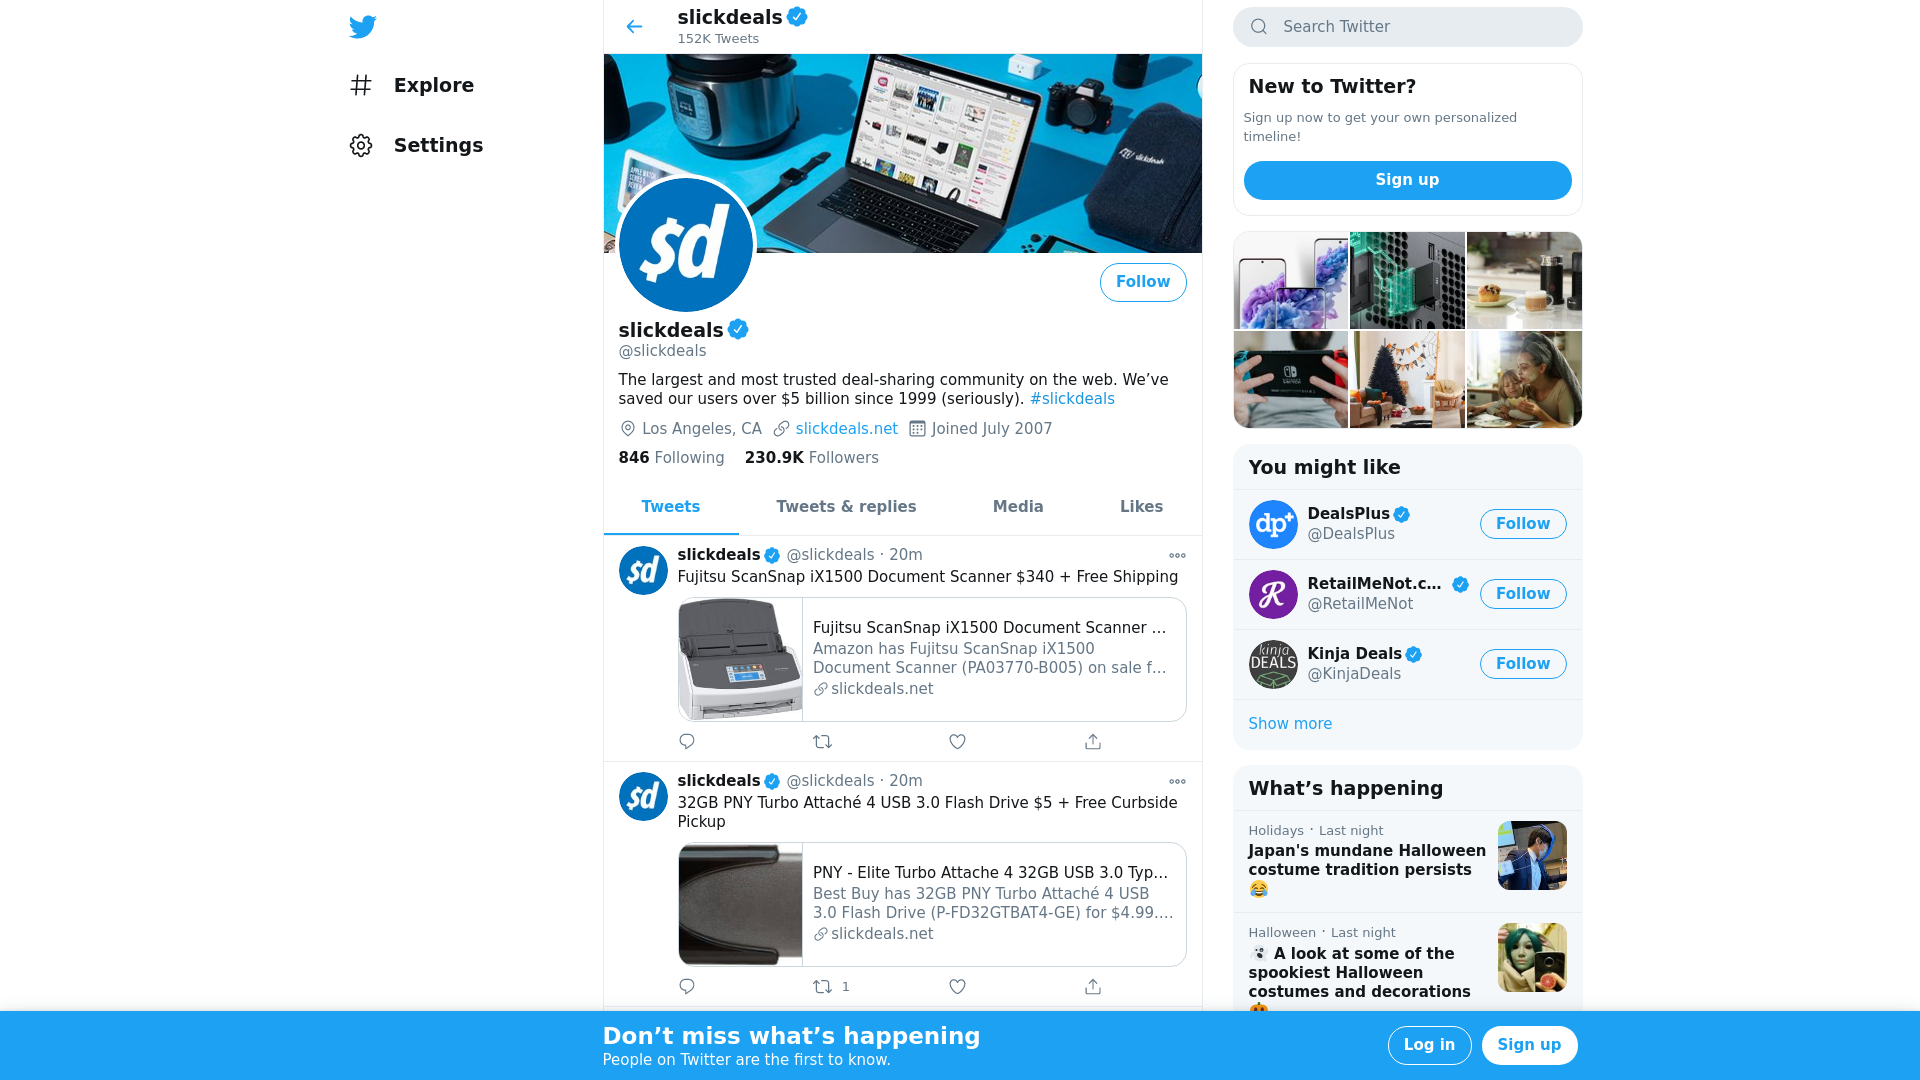 Explore
Settings
slickdeals
152K Tweets
slickdeals
$d
Follow
slickdeals
@slickdeals
The largest and most trusted deal-sharing community on the web. We’ve
saved our users over $5 billion since 1999 (seriously). #slickdeals
Los Angeles, CA slickdeals.net Joined July 2007
846 Following 230.9K Followers
Tweets Tweets & replies Media Likes
$d
slickdeals @slickdeals · 20m
Fujitsu ScanSnap iX1500 Document Scanner $340 + Free Shipping
Fujitsu ScanSnap iX1500 Document Scanner …
Amazon has Fujitsu ScanSnap iX1500
Document Scanner (PA03770-B005) on sale f…
slickdeals.net
$d
slickdeals @slickdeals · 20m
32GB PNY Turbo Attaché 4 USB 3.0 Flash Drive $5 + Free Curbside
Pickup
PNY - Elite Turbo Attache 4 32GB USB 3.0 Typ…
Best Buy has 32GB PNY Turbo Attaché 4 USB
3.0 Flash Drive (P-FD32GTBAT4-GE) for $4.99.…
slickdeals.net
1
Search Twitter
New to Twitter?
Sign up now to get your own personalized
timeline!
Sign up
You might like
dp+
DealsPlus
@DealsPlus
Follow
R
RetailMeNot.c…
@RetailMeNot
Follow
kinja
DEALS
Kinja Deals
@KinjaDeals
Follow
Show more
What’s happening
Holidays · Last night
Japan's mundane Halloween
costume tradition persists
😂
Halloween · Last night
👻 A look at some of the
spookiest Halloween
costumes and decorations
🎃
Don’t miss what’s happening
People on Twitter are the first to know.
Log in
Sign up